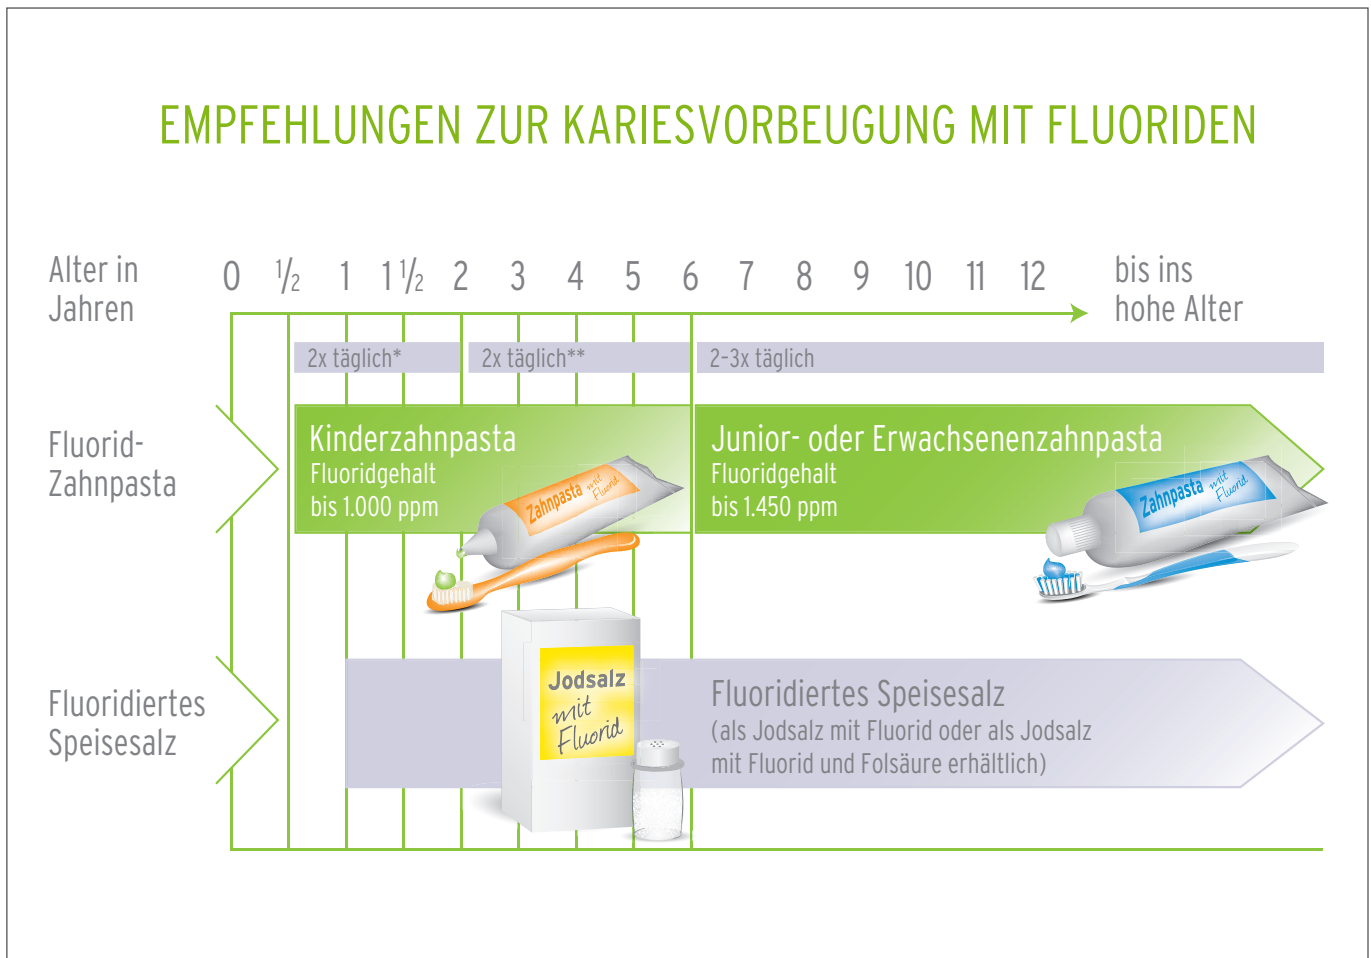 EMPFEHLUNGEN ZUR KARIESVORBEUGUNG MIT FLUORIDEN
Alter in
Jahren
0 1/2 1 1 1/2 2 3 4 5 6 7 8 9 10 11 12
bis ins
hohe Alter
2x täglich* 2x täglich** 2-3x täglich
Fluorid-
Zahnpasta
Kinderzahnpasta
Fluoridgehalt
bis 1.000 ppm
Zahnpasta mit
Fluorid
Junior- oder Erwachsenenzahnpasta
Fluoridgehalt
bis 1.450 ppm
Zahnpasta mit
Fluorid
Fluoridiertes
Speisesalz
Jodsalz
mit
Fluorid
Fluoridiertes Speisesalz
(als Jodsalz mit Fluorid oder als Jodsalz
mit Fluorid und Folsäure erhältlich)